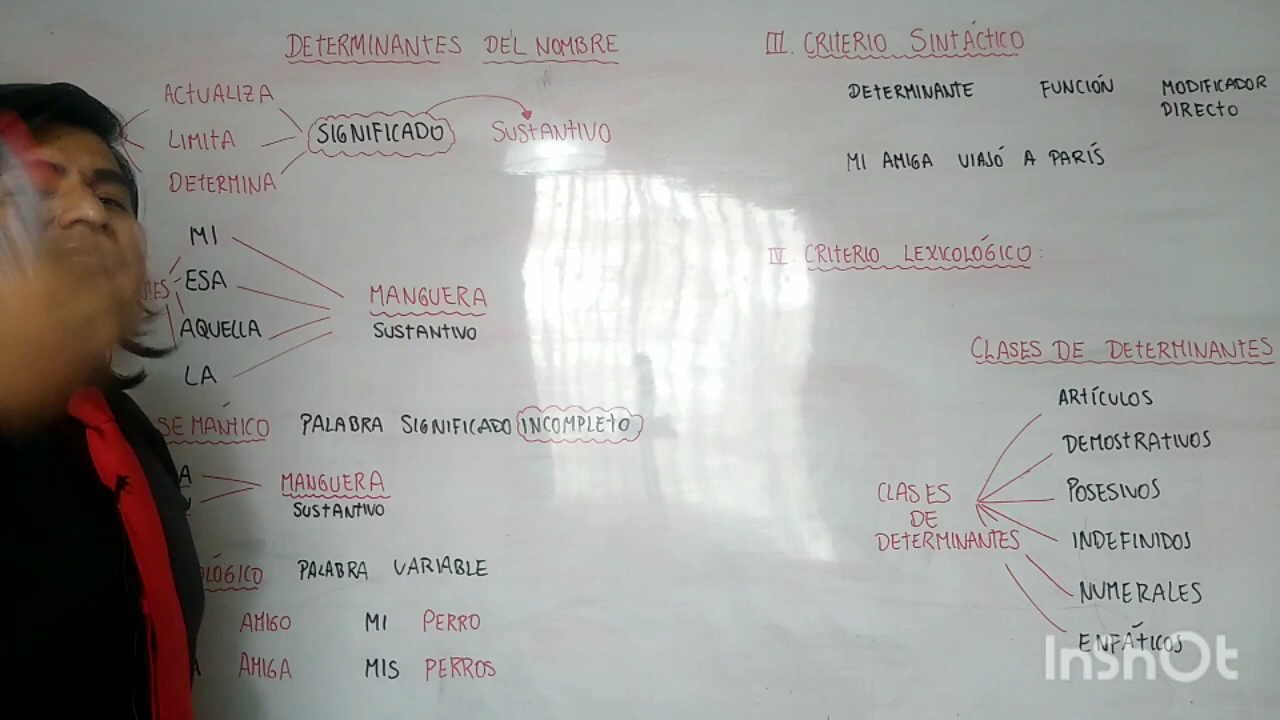 DETERMINANTES DEL NOMBRE
ACTUALIZA
LIMITA
DETERMINA
SIGNIFICADO
SUSTANTIVO
MI
ESA
AQUELLA
LA
MANGUERA
SUSTANTIVO
SEMÁNTICO PALABRA SIGNIFICADO INCOMPLETO
MANGUERA
SUSTANTIVO
LÓGICO PALABRA VARIABLE
AMIGO MI PERRO
AMIGA MIS PERROS
III. CRITERIO SINTÁCTICO
DETERMINANTE FUNCIÓN MODIFICADOR
DIRECTO
MI AMIGA VIAJÓ A PARÍS
IV. CRITERIO LEXICOLÓGICO:
CLASES DE DETERMINANTES
CLASES
DE
DETERMINANTES
ARTÍCULOS
DEMOSTRATIVOS
POSESIVOS
INDEFINIDOS
NUMERALES
ENFÁTICOS
InShOt